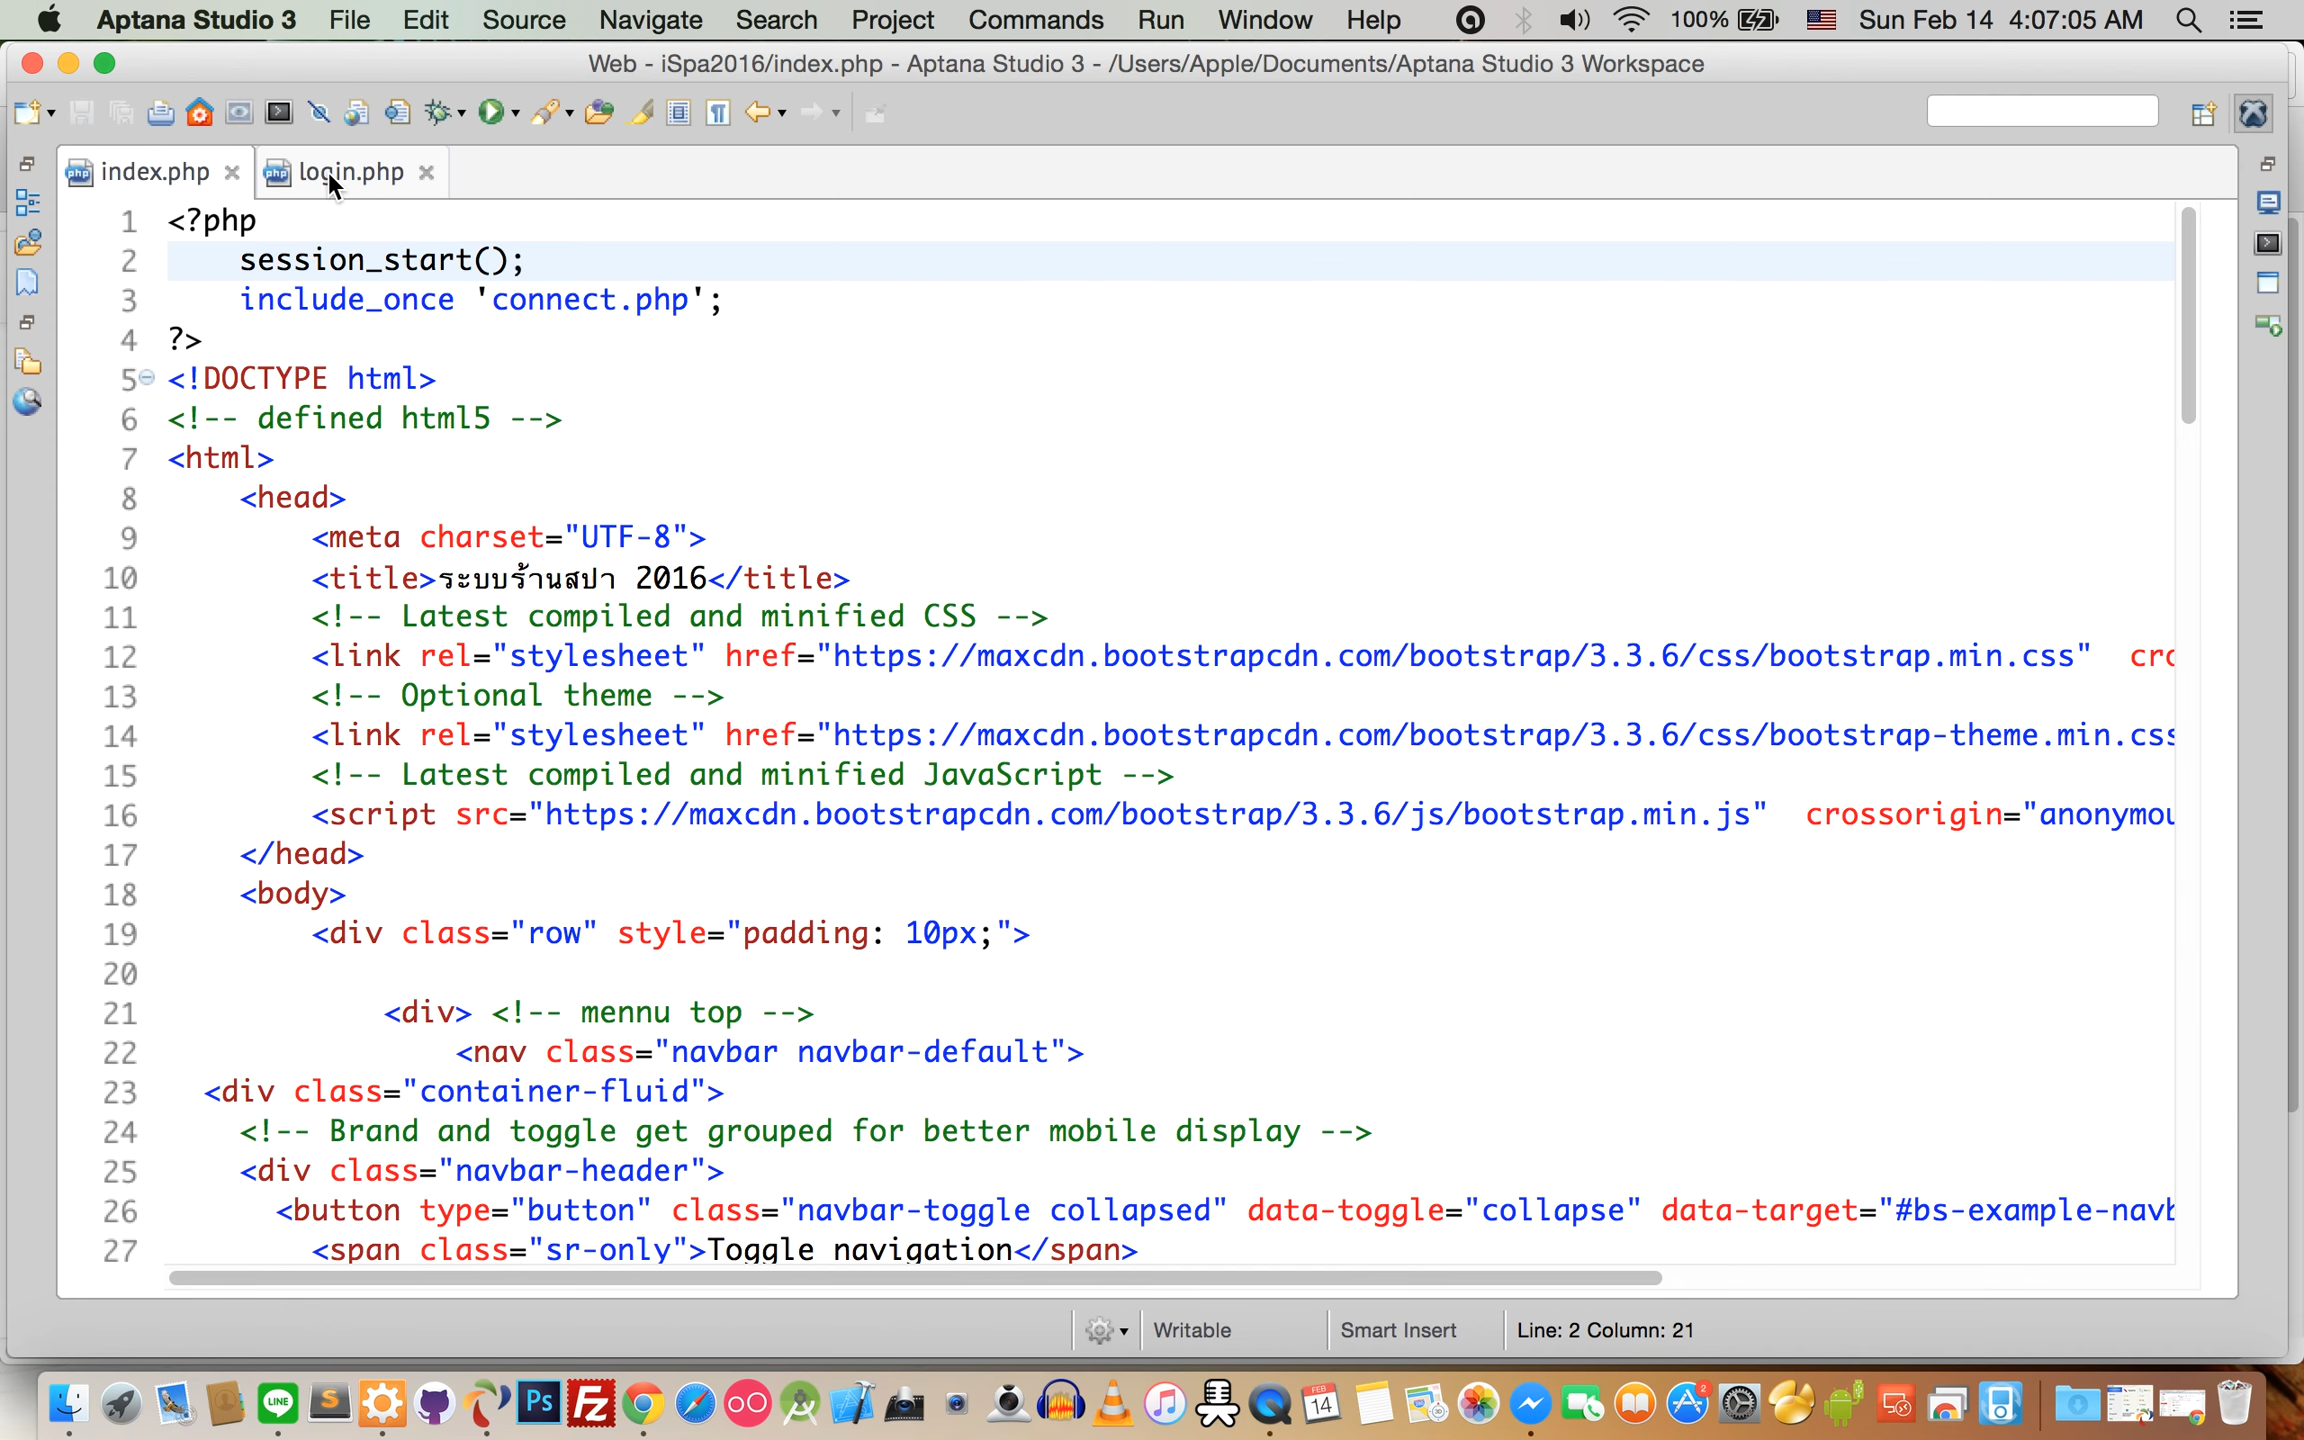 Aptana Studio 3 File Edit Source Navigate Search Project Commands Run Window Help 100% Sun Feb 14 4:07:05 AM
Web - iSpa2016/index.php - Aptana Studio 3 - /Users/Apple/Documents/Aptana Studio 3 Workspace
index.php login.php
1 <?php
2 session_start();
3 include_once 'connect.php';
4 ?>
5 <!DOCTYPE html>
6 <!-- defined html5 -->
7 <html>
8 <head>
9 <meta charset="UTF-8">
10 <title>ระบบร้านสปา 2016</title>
11 <!-- Latest compiled and minified CSS -->
12 <link rel="stylesheet" href="https://maxcdn.bootstrapcdn.com/bootstrap/3.3.6/css/bootstrap.min.css" crc
13 <!-- Optional theme -->
14 <link rel="stylesheet" href="https://maxcdn.bootstrapcdn.com/bootstrap/3.3.6/css/bootstrap-theme.min.css
15 <!-- Latest compiled and minified JavaScript -->
16 <script src="https://maxcdn.bootstrapcdn.com/bootstrap/3.3.6/js/bootstrap.min.js" crossorigin="anonymou
17 </head>
18 <body>
19 <div class="row" style="padding: 10px;">
20
21 <div> <!-- mennu top -->
22 <nav class="navbar navbar-default">
23 <div class="container-fluid">
24 <!-- Brand and toggle get grouped for better mobile display -->
25 <div class="navbar-header">
26 <button type="button" class="navbar-toggle collapsed" data-toggle="collapse" data-target="#bs-example-navb
27 <span class="sr-only">Toggle navigation</span>
Writable Smart Insert Line: 2 Column: 21
LINE Ps Fz FEB 14 2